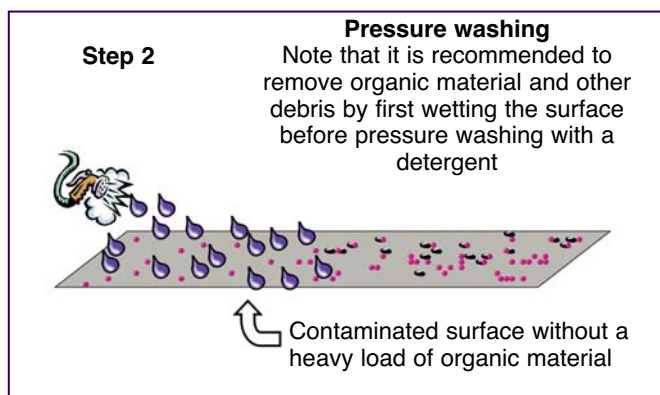 Step 2
Pressure washing
Note that it is recommended to
remove organic material and other
debris by first wetting the surface
before pressure washing with a
detergent
Contaminated surface without a
heavy load of organic material